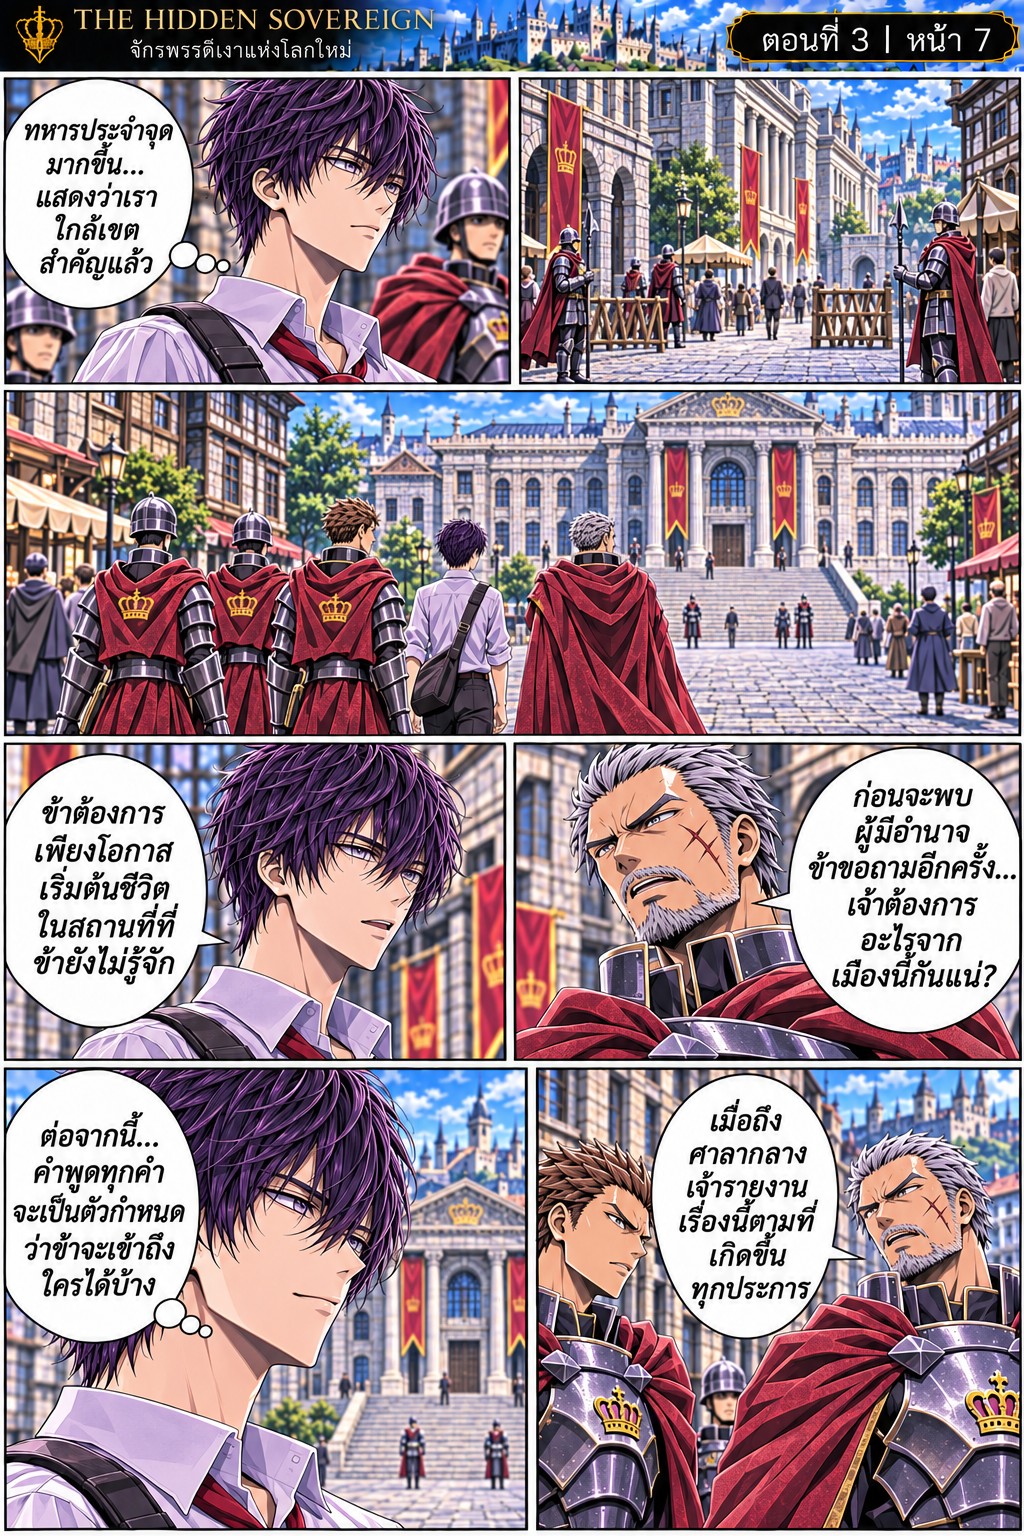 THE HIDDEN SOVEREIGN
จักรพรรดิเงาแห่งโลกใหม่
ตอนที่ 3 | หน้า 7
ทหารประจำจุด
มากขึ้น...
แสดงว่าเรา
ใกล้เขต
สำคัญแล้ว
ข้าต้องการ
เพียงโอกาส
เริ่มต้นชีวิต
ในสถานที่ที่
ข้ายังไม่รู้จัก
ก่อนจะพบ
ผู้มีอำนาจ
ข้าขอถามอีกครั้ง...
เจ้าต้องการ
อะไรจาก
เมืองนี้กันแน่?
ต่อจากนี้...
คำพูดทุกคำ
จะเป็นตัวกำหนด
ว่าข้าจะเข้าถึง
ใครได้บ้าง
เมื่อถึง
ศาลากลาง
เจ้ารายงาน
เรื่องนี้ตามที่
เกิดขึ้น
ทุกประการ